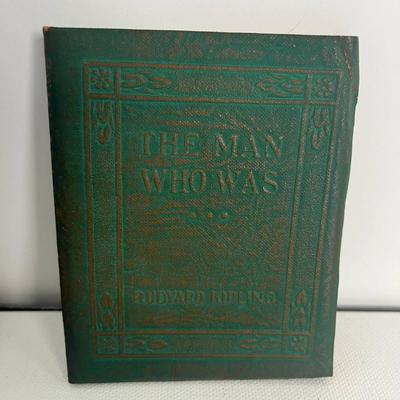 THE MAN
WHO WAS
RUDYARD KIPLING